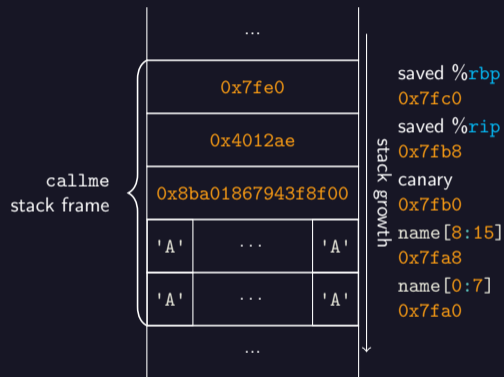 ...
0x7fe0
saved %rbp
0x7fc0
0x4012ae
saved %rip
0x7fb8
callme
stack frame
0x8ba01867943f8f00
canary
0x7fb0
'A' ... 'A'
name[8:15]
0x7fa8
'A' ... 'A'
name[0:7]
0x7fa0
...
stack growth